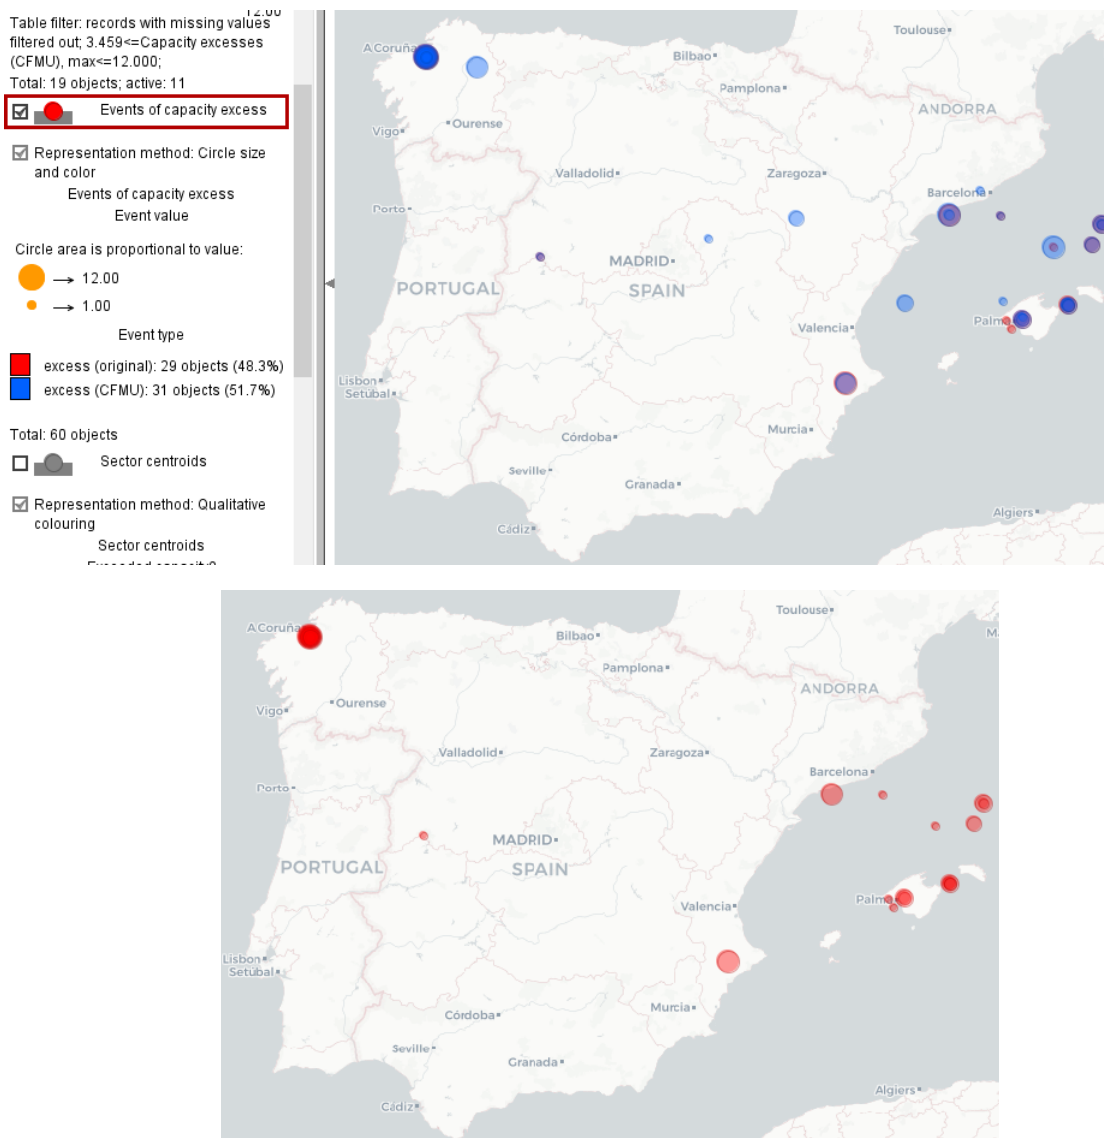 12.00
Table filter: records with missing values
filtered out; 3.459<=Capacity excesses
(CFMU), max<=12.000;
Total: 19 objects; active: 11
Events of capacity excess
Representation method: Circle size
and color
Events of capacity excess
Event value
Circle area is proportional to value:
→ 12.00
→ 1.00
Event type
excess (original): 29 objects (48.3%)
excess (CFMU): 31 objects (51.7%)
Total: 60 objects
Sector centroids
Representation method: Qualitative
colouring
Sector centroids
Exceeded capacity?
Toulouse
A Coruña
Bilbao
Pamplona
ANDORRA
Vigo
Ourense
Valladolid
Zaragoza
Barcelona
Porto
MADRID
PORTUGAL
SPAIN
Palma
Valencia
Lisbon
Setúbal
Murcia
Córdoba
Seville
Granada
Cádiz
Algiers
Toulouse
A Coruña
Bilbao
M
Pamplona
ANDORRA
Vigo
Ourense
Valladolid
Zaragoza
Barcelona
Porto
MADRID
PORTUGAL
SPAIN
Palma
Valencia
Lisbon
Setúbal
Murcia
Córdoba
Seville
Granada
Cádiz
Algiers